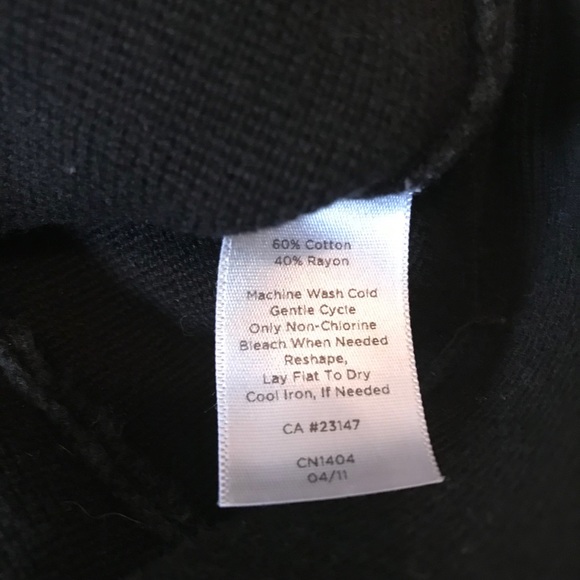 60% Cotton
40% Rayon
Machine Wash Cold
Gentle Cycle
Only Non-Chlorine
Bleach When Needed
Reshape,
Lay Flat To Dry
Cool Iron, If Needed
CA #23147
CN1404
04/11